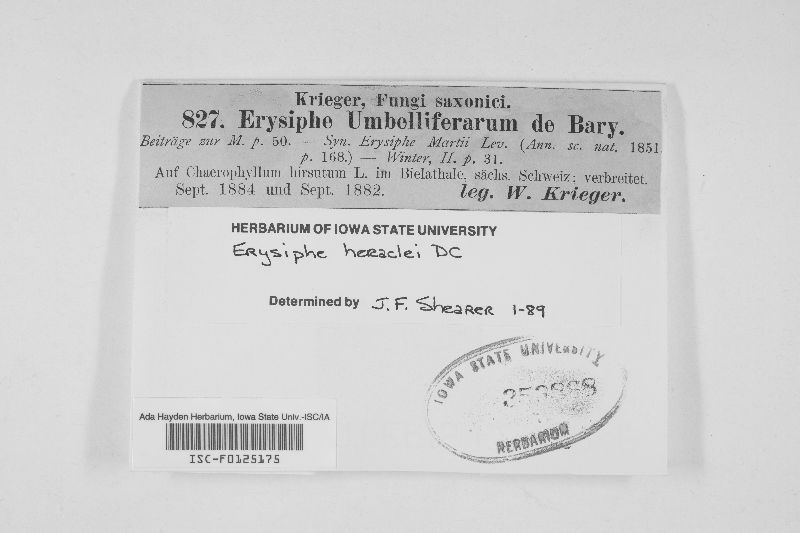 Krieger, Fungi saxonici.
827. Erysiphe Umbelliferarum de Bary.
Beiträge zur M. p. 50. — Syn. Erysiphe Martii Lev. (Ann. sc. nat. 1851.
p. 168.) — Winter, II. p. 31.
Auf Chaerophyllum hirsutum L. im Bielathale, sächs. Schweiz; verbreitet.
Sept. 1884 und Sept. 1882. leg. W. Krieger.
HERBARIUM OF IOWA STATE UNIVERSITY
Erysiphe heraclei DC
Determined by J.F. Shearer 1-89
IOWA STATE UNIVERSITY
HERBARIUM
Ada Hayden Herbarium, Iowa State Univ.-ISC/IA
ISC-F0125175